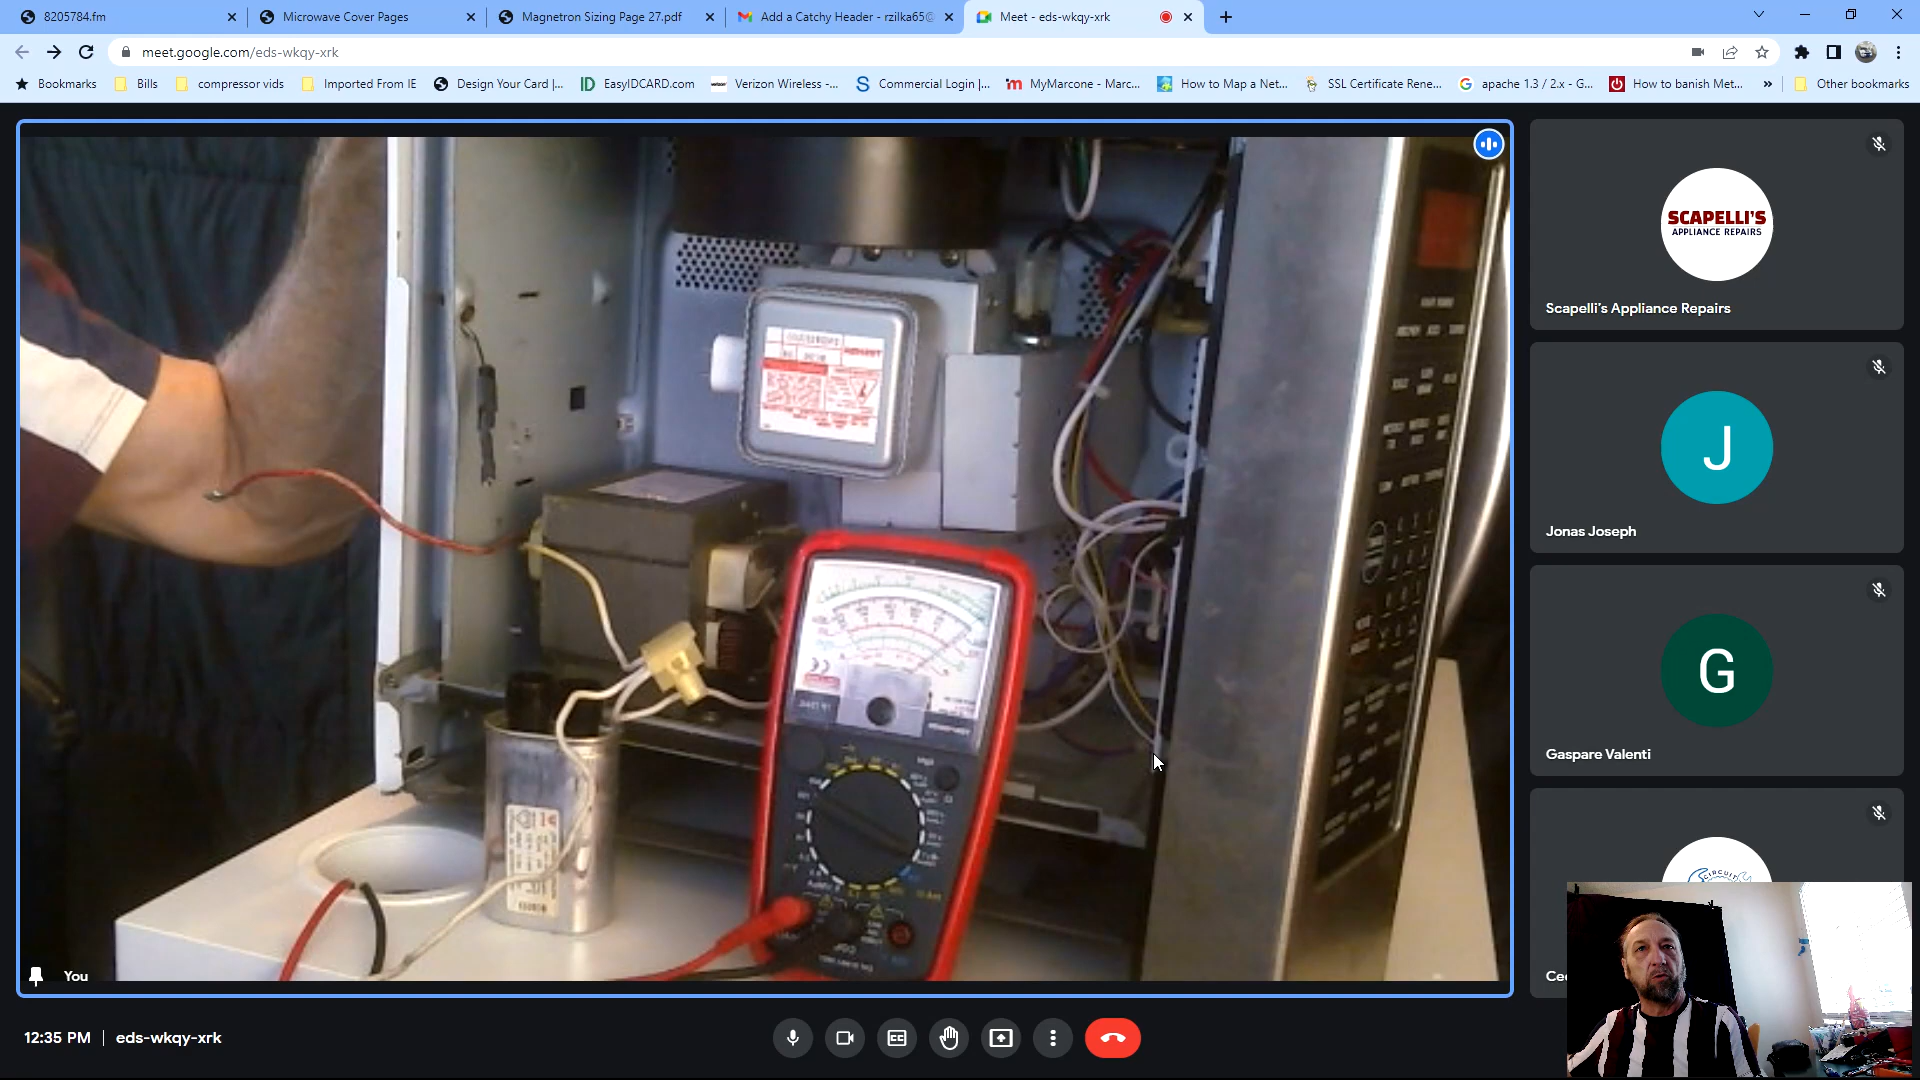 8205784.fm
Microwave Cover Pages
Magnetron Sizing Page 27.pdf
Add a Catchy Header - rzilka65@
Meet - eds-wkqy-xrk
meet.google.com/eds-wkqy-xrk
Bookmarks
Bills
compressor vids
Imported From IE
Design Your Card |...
EasyIDCARD.com
Verizon Wireless -...
Commercial Login |...
MyMarcone - Marc...
How to Map a Net...
SSL Certificate Rene...
apache 1.3 / 2.x - G...
How to banish Met...
Other bookmarks
SCAPELLI'S
APPLIANCE REPAIRS
Scapelli's Appliance Repairs
J
Jonas Joseph
G
Gaspare Valenti
CIRCUIT
Cec
You
12:35 PM
eds-wkqy-xrk